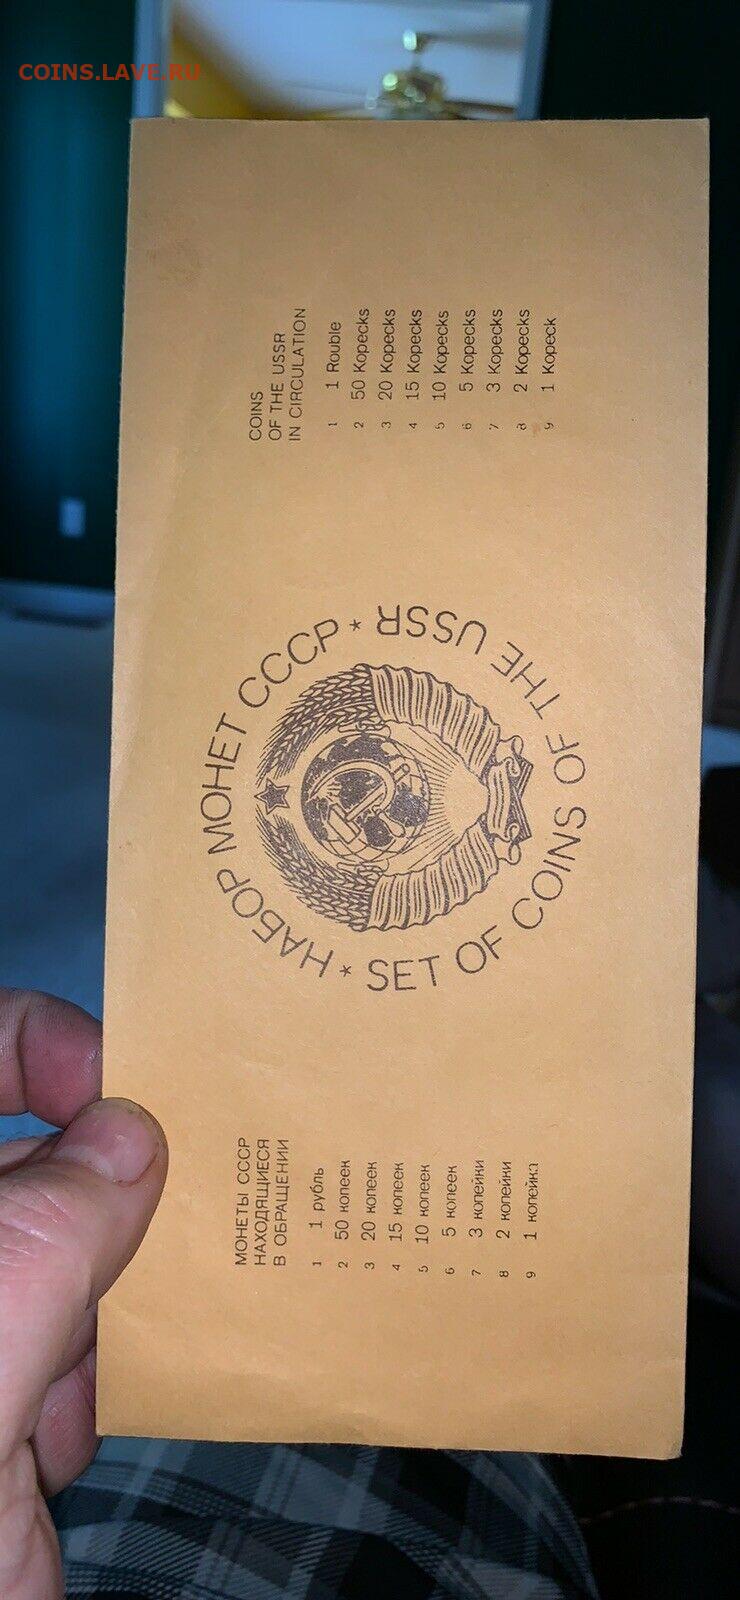 COINS.LAVE.RU
МОНЕТЫ СССР
НАХОДЯЩИЕСЯ
В ОБРАЩЕНИИ
1 1 рубль
2 50 копеек
3 20 копеек
4 15 копеек
5 10 копеек
6 5 копеек
7 3 копейки
8 2 копейки
9 1 копейка
* НАБОР МОНЕТ СССР *
SET OF COINS OF THE USSR
COINS
OF THE USSR
IN CIRCULATION
1 1 Rouble
2 50 Kopecks
3 20 Kopecks
4 15 Kopecks
5 10 Kopecks
6 5 Kopecks
7 3 Kopecks
8 2 Kopecks
9 1 Kopeck